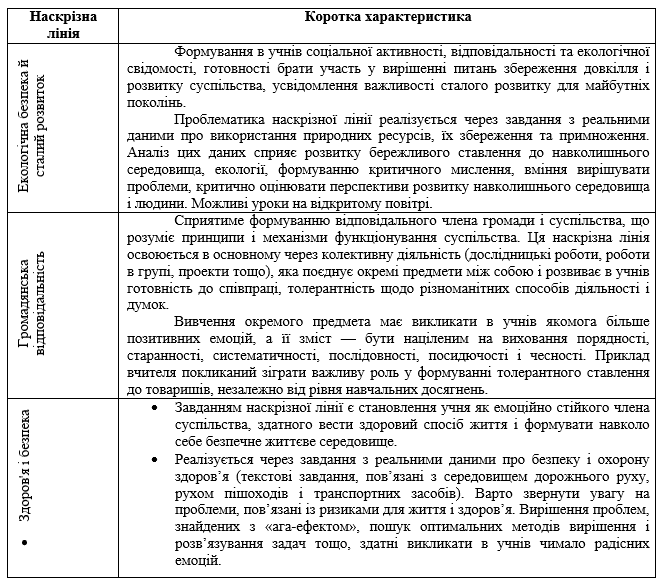 Наскрізна лінія
Коротка характеристика
Екологічна безпека й сталий розвиток
Формування в учнів соціальної активності, відповідальності та екологічної
свідомості, готовності брати участь у вирішенні питань збереження довкілля і
розвитку суспільства, усвідомлення важливості сталого розвитку для майбутніх
поколінь.
Проблематика наскрізної лінії реалізується через завдання з реальними
даними про використання природних ресурсів, їх збереження та примноження.
Аналіз цих даних сприяє розвитку бережливого ставлення до навколишнього
середовища, екології, формуванню критичного мислення, вміння вирішувати
проблеми, критично оцінювати перспективи розвитку навколишнього середовища
і людини. Можливі уроки на відкритому повітрі.
Громадянська відповідальність
Сприятиме формуванню відповідального члена громади і суспільства, що
розуміє принципи і механізми функціонування суспільства. Ця наскрізна лінія
освоюється в основному через колективну діяльність (дослідницькі роботи, роботи
в групі, проекти тощо), яка поєднує окремі предмети між собою і розвиває в учнів
готовність до співпраці, толерантність щодо різноманітних способів діяльності і
думок.
Вивчення окремого предмета має викликати в учнів якомога більше
позитивних емоцій, а її зміст — бути націленим на виховання порядності,
старанності, систематичності, послідовності, посидючості і чесності. Приклад
вчителя покликаний зіграти важливу роль у формуванні толерантного ставлення
до товаришів, незалежно від рівня навчальних досягнень.
• Здоров'я і безпека
• Завданням наскрізної лінії є становлення учня як емоційно стійкого члена
суспільства, здатного вести здоровий спосіб життя і формувати навколо
себе безпечне життєве середовище.
• Реалізується через завдання з реальними даними про безпеку і охорону
здоров’я (текстові завдання, пов’язані з середовищем дорожнього руху,
рухом пішоходів і транспортних засобів). Варто звернути увагу на
проблеми, пов’язані із ризиками для життя і здоров’я. Вирішення проблем,
знайдених з «ага-ефектом», пошук оптимальних методів вирішення і
розв’язування задач тощо, здатні викликати в учнів чимало радісних
емоцій.